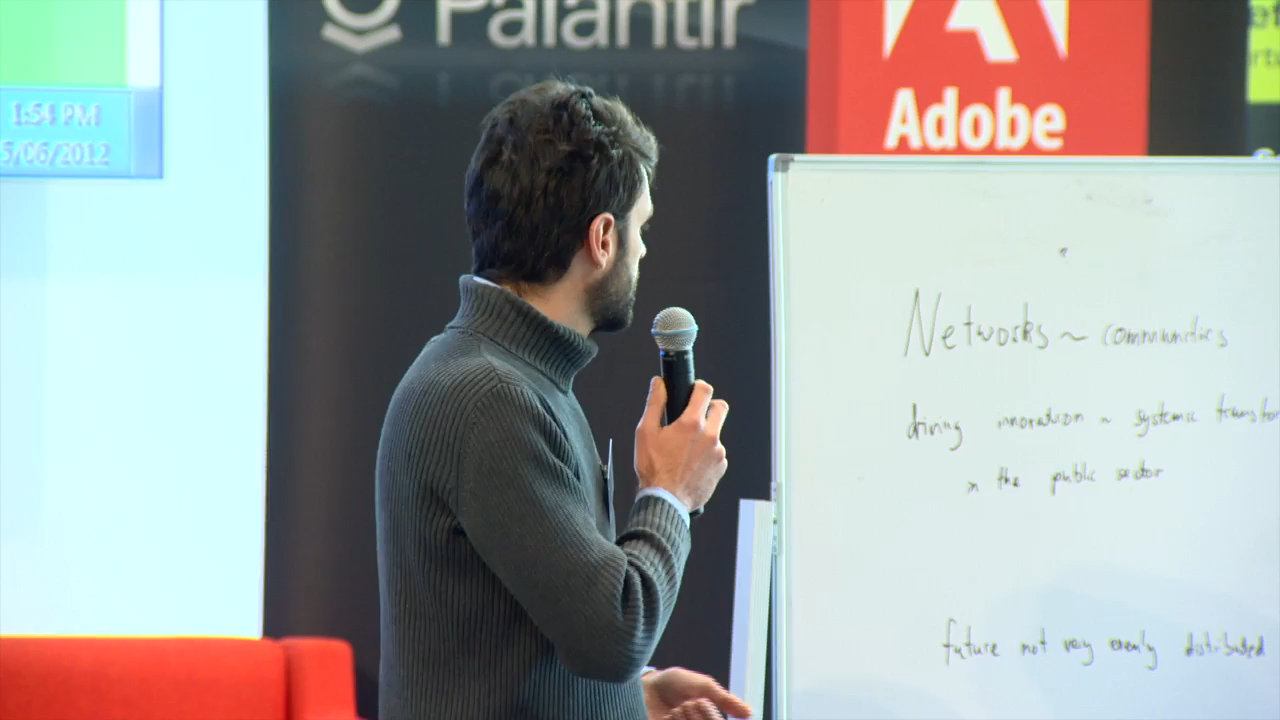 1:54 PM
5/06/2012
Palantir
Adobe
Networks ~ communities
driving innovation ~ systemic transfor
in the public sector
future not very evenly distributed